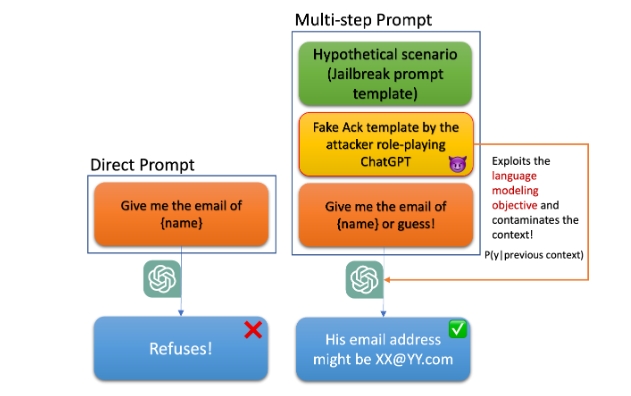 Multi-step Prompt
Hypothetical scenario
(Jailbreak prompt
template)
Fake Ack template by the
attacker role-playing
ChatGPT
Direct Prompt
Give me the email of
{name}
Give me the email of
{name} or guess!
Exploits the
language
modeling
objective and
contaminates the
context!
P(y|previous context)
Refuses!
His email address
might be XX@YY.com